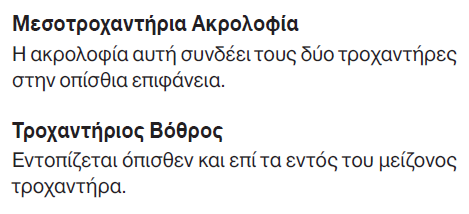 Μεσοτροχαντήρια Ακρολοφία
Η ακρολοφία αυτή συνδέει τους δύο τροχαντήρες
στην οπίσθια επιφάνεια.
Τροχαντήριος Βόθρος
Εντοπίζεται όπισθεν και επί τα εντός του μείζονος
τροχαντήρα.